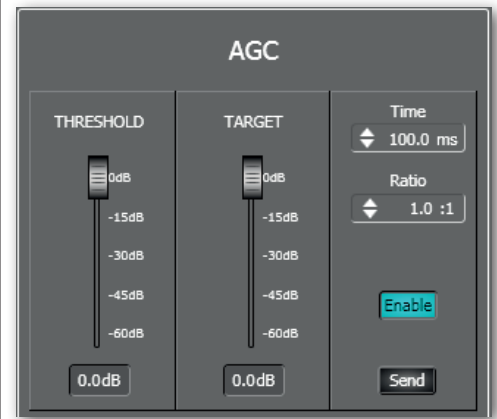 AGC
THRESHOLD
0dB
-15dB
-30dB
-45dB
-60dB
0.0dB
TARGET
0dB
-15dB
-30dB
-45dB
-60dB
0.0dB
Time
100.0 ms
Ratio
1.0 :1
Enable
Send